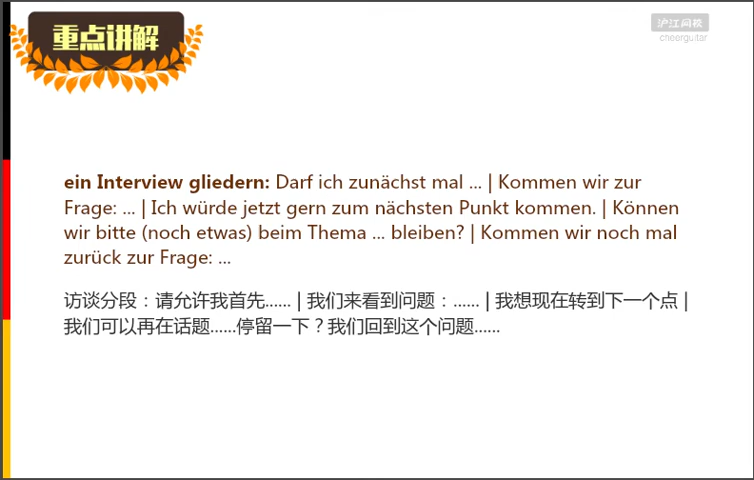 重点讲解
沪江网校
cheerguitar
ein Interview gliedern: Darf ich zunächst mal ... | Kommen wir zur
Frage: ... | Ich würde jetzt gern zum nächsten Punkt kommen. | Können
wir bitte (noch etwas) beim Thema ... bleiben? | Kommen wir noch mal
zurück zur Frage: ...
访谈分段：请允许我首先...... | 我们来看到问题：...... | 我想现在转到下一个点 |
我们可以再在话题......停留一下？我们回到这个问题......